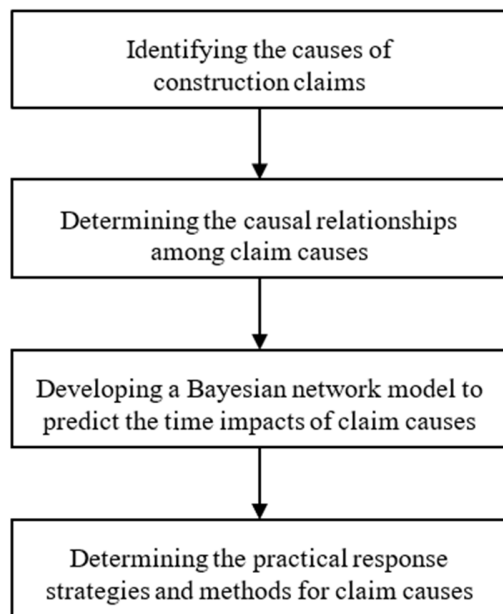 Identifying the causes of
construction claims
Determining the causal relationships
among claim causes
Developing a Bayesian network model to
predict the time impacts of claim causes
Determining the practical response
strategies and methods for claim causes